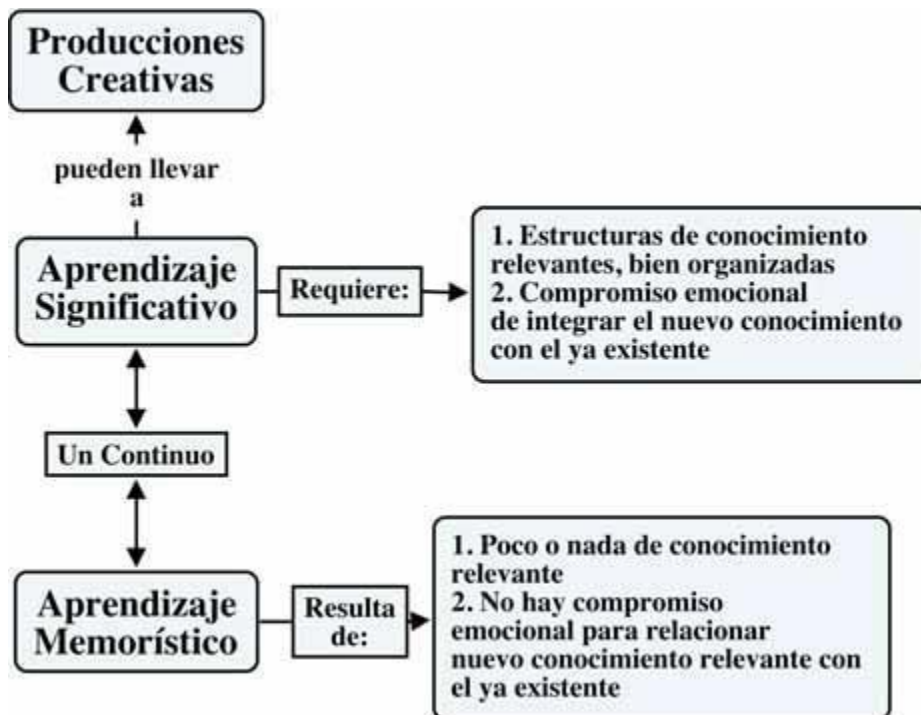 Producciones
Creativas
pueden llevar
a
Aprendizaje
Significativo
Requiere:
1. Estructuras de conocimiento
relevantes, bien organizadas
2. Compromiso emocional
de integrar el nuevo conocimiento
con el ya existente
Un Continuo
Aprendizaje
Memorístico
Resulta
de:
1. Poco o nada de conocimiento
relevante
2. No hay compromiso
emocional para relacionar
nuevo conocimiento relevante con
el ya existente